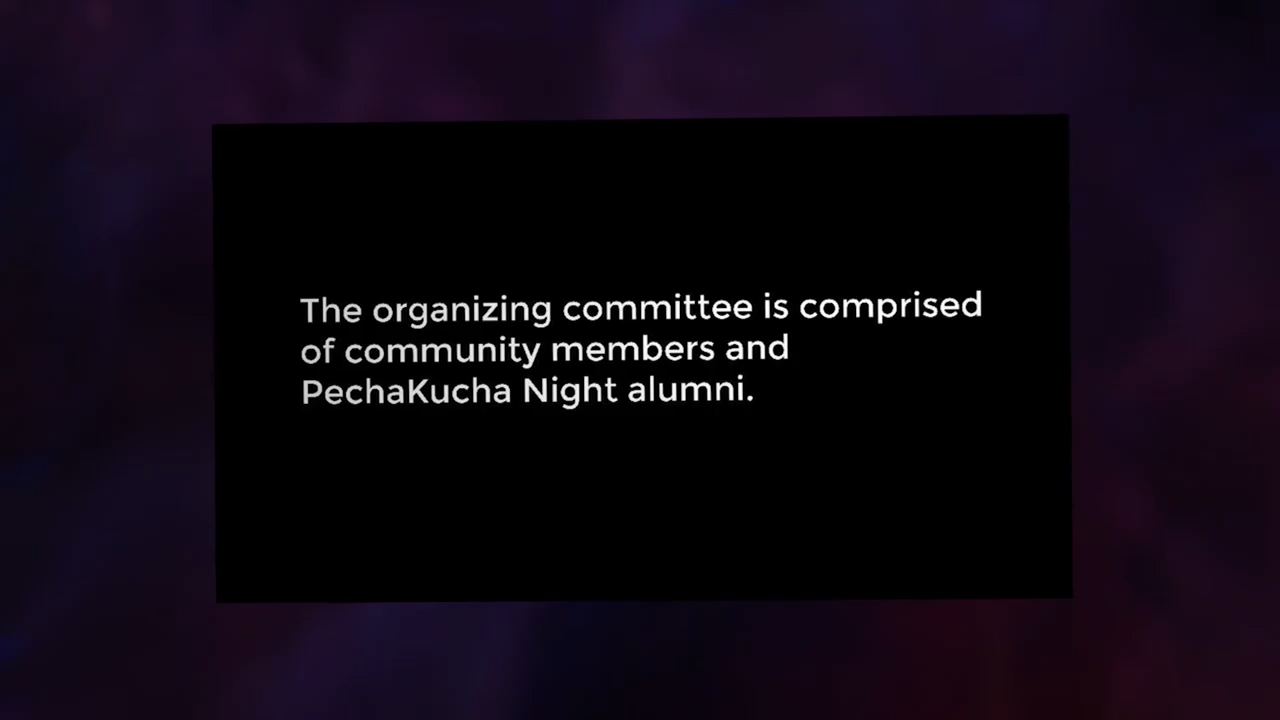 The organizing committee is comprised
of community members and
PechaKucha Night alumni.